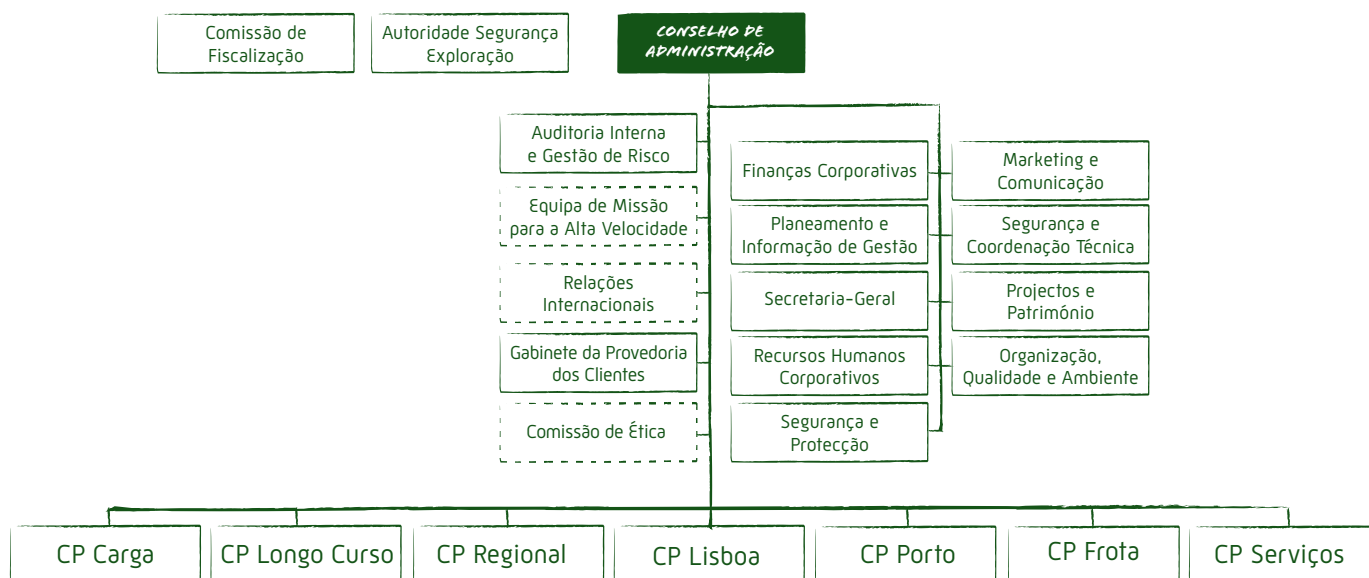 Comissão de
Fiscalização
Autoridade Segurança
Exploração
CONSELHO DE
ADMINISTRAÇÃO
Auditoria Interna
e Gestão de Risco
Equipa de Missão
para a Alta Velocidade
Relações
Internacionais
Gabinete da Provedoria
dos Clientes
Comissão de Ética
Finanças Corporativas
Marketing e
Comunicação
Planeamento e
Informação de Gestão
Segurança e
Coordenação Técnica
Secretaria-Geral
Projectos e
Património
Recursos Humanos
Corporativos
Organização,
Qualidade e Ambiente
Segurança e
Protecção
CP Carga
CP Longo Curso
CP Regional
CP Lisboa
CP Porto
CP Frota
CP Serviços